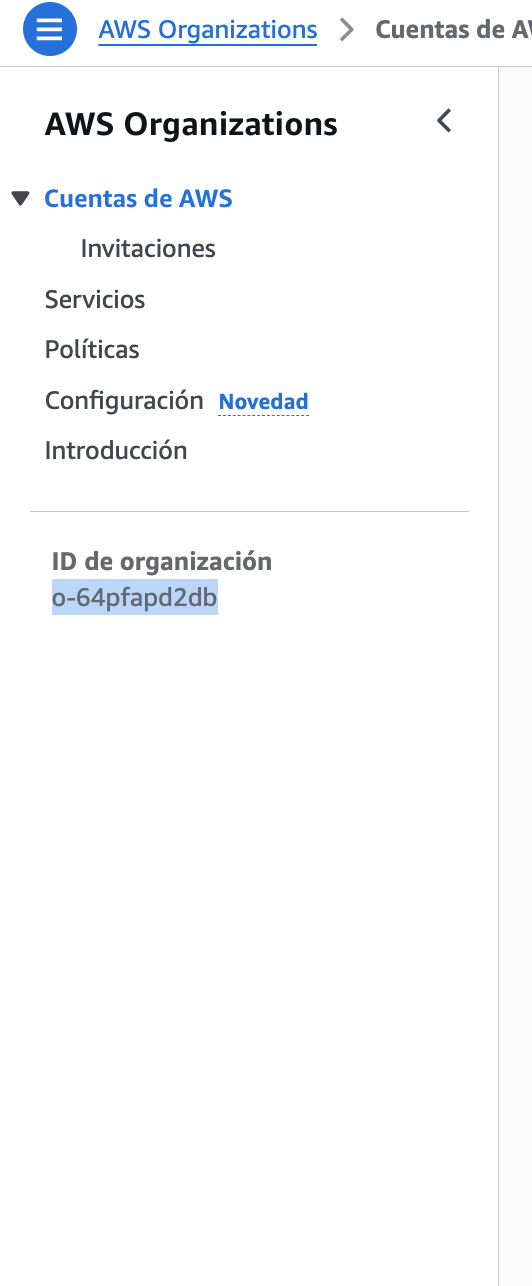 AWS Organizations > Cuentas de AW
AWS Organizations
Cuentas de AWS
Invitaciones
Servicios
Políticas
Configuración Novedad
Introducción
ID de organización
o-64pfapd2db